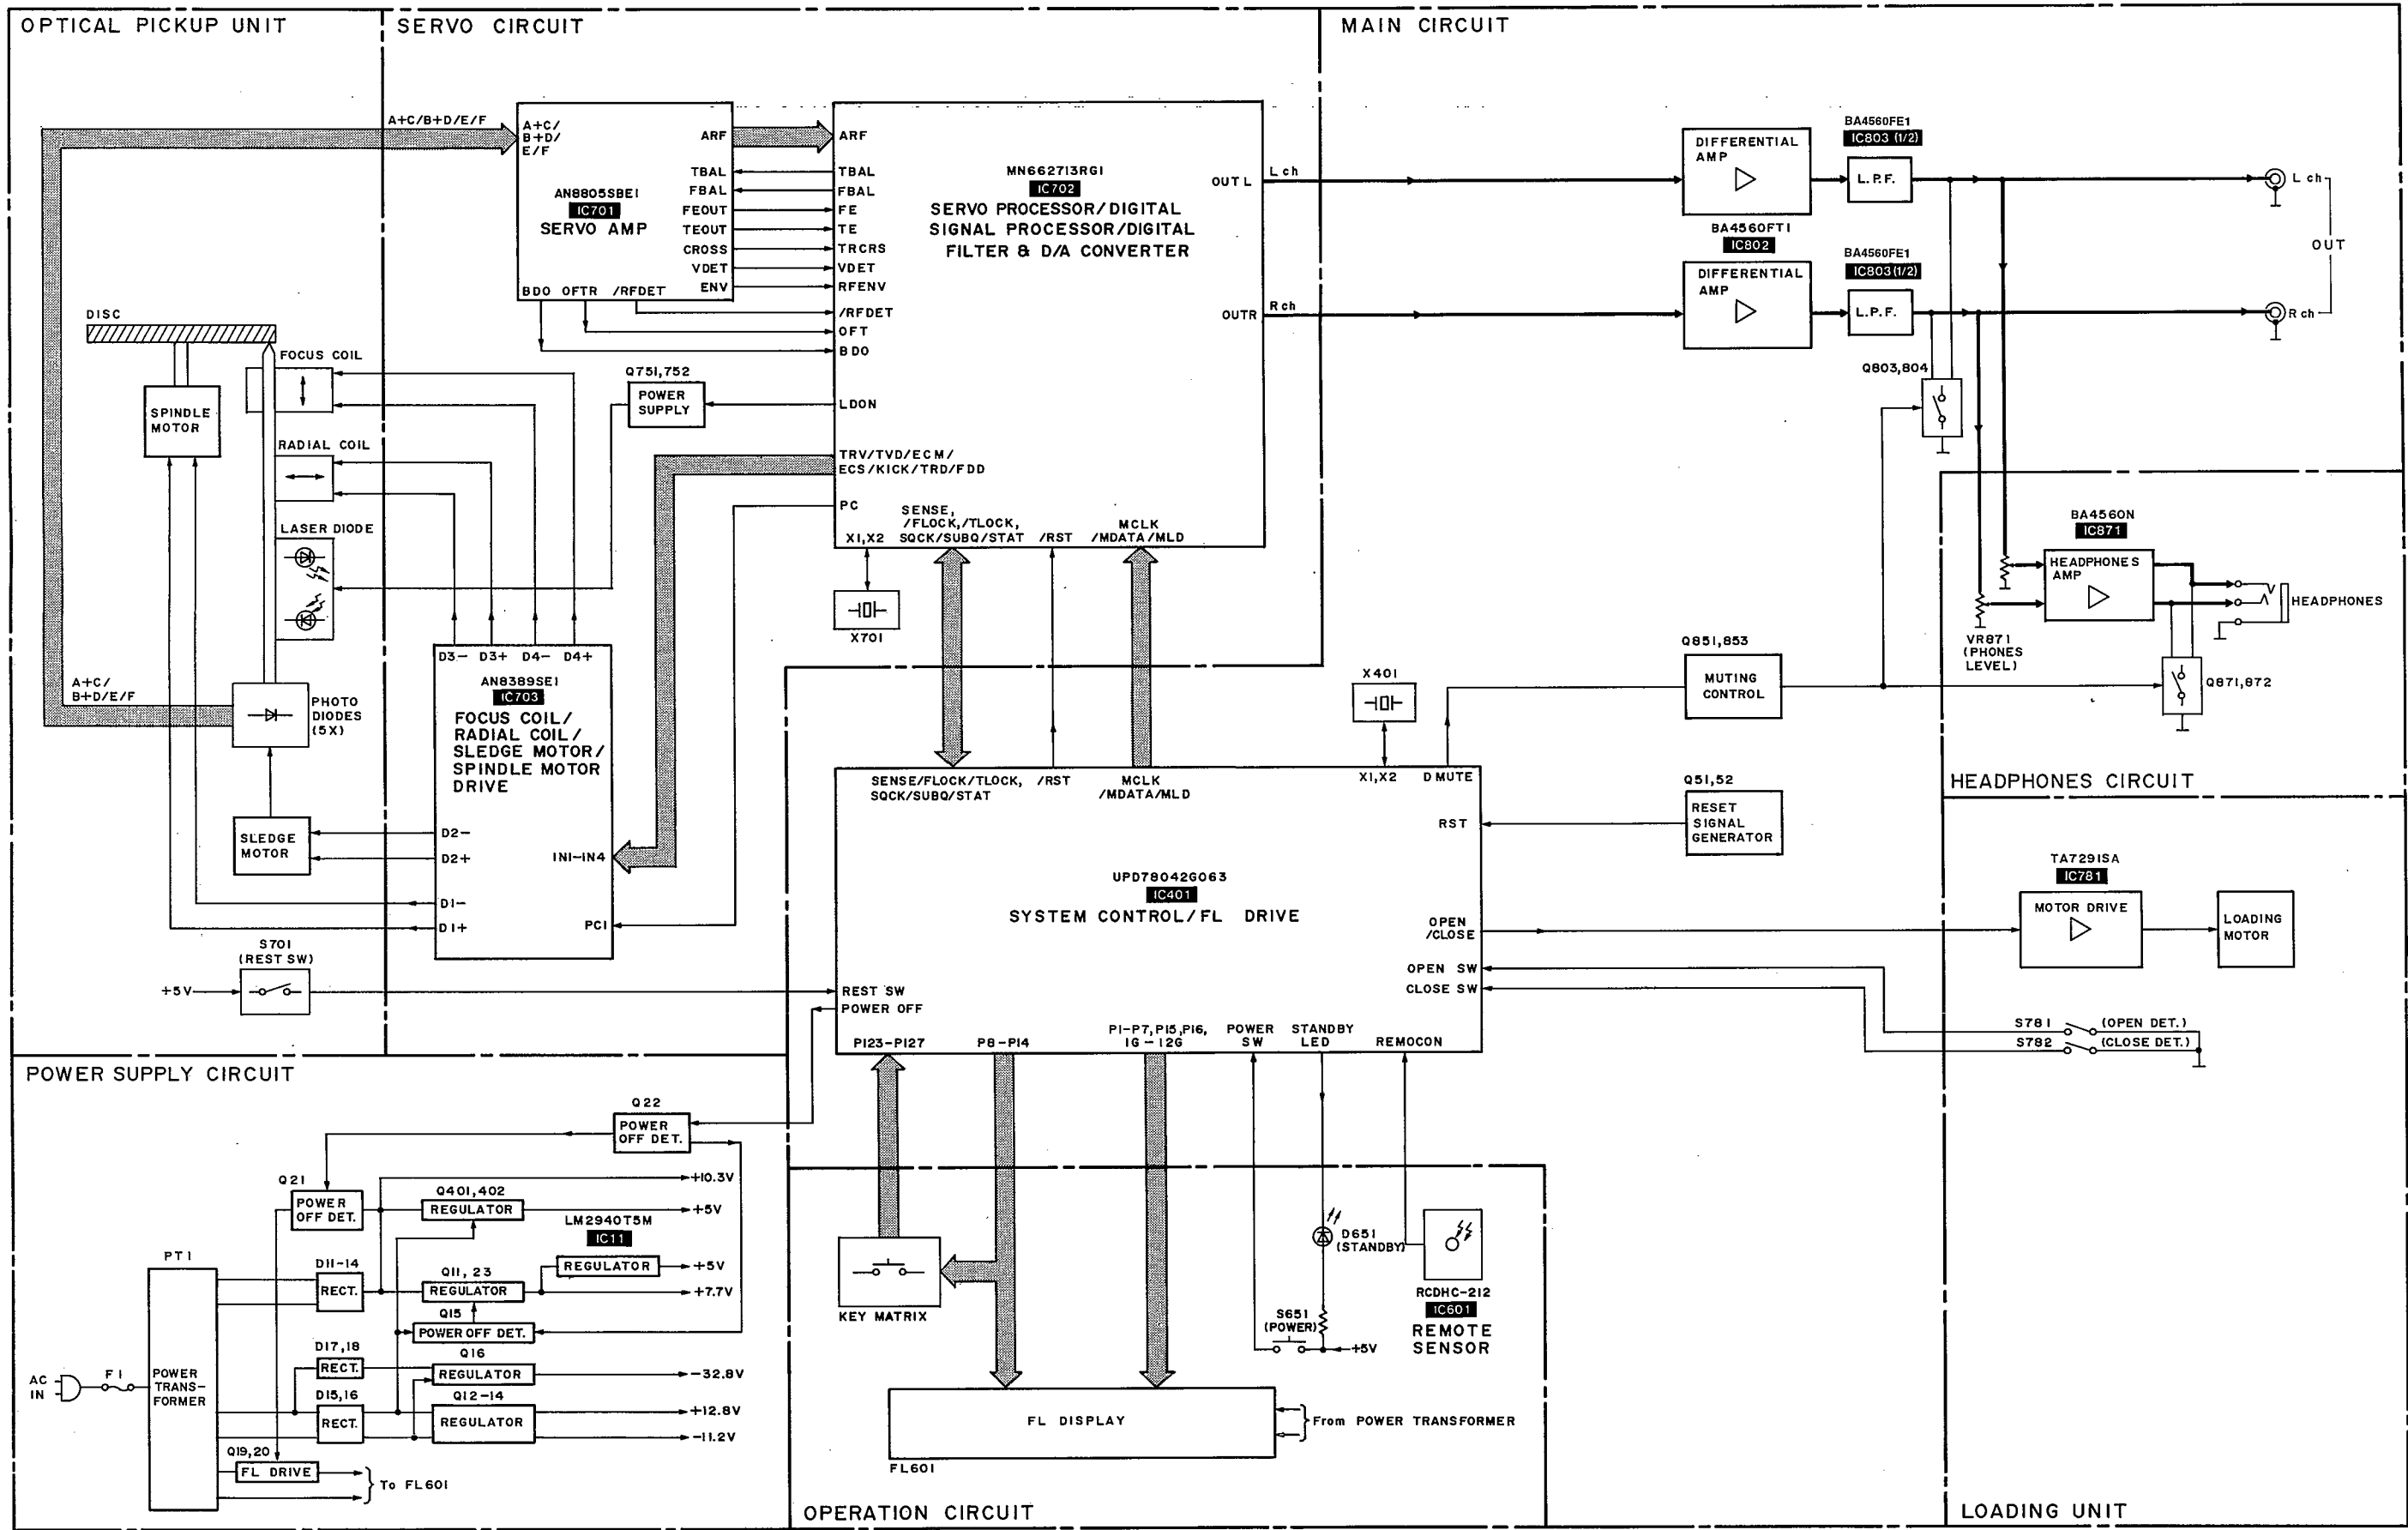 OPTICAL PICKUP UNIT
SERVO CIRCUIT
MAIN CIRCUIT
A+C/B+D/E/F
A+C/
B+D/
E/F
ARF
TBAL
FBAL
FEOUT
TEOUT
CROSS
VDET
ENV
AN8805SBE1
IC701
SERVO AMP
BDO OFTR /RFDET
ARF
TBAL
FBAL
FE
TE
TRCRS
VDET
RFENV
/RFDET
OFT
BDO
LDON
TRV/TVD/ECM/
ECS/KICK/TRD/FDD
PC
MN662713RG1
IC702
SERVO PROCESSOR/DIGITAL
SIGNAL PROCESSOR/DIGITAL
FILTER & D/A CONVERTER
OUT L
OUTR
X1,X2
SENSE,
/FLOCK,/TLOCK,
SQCK/SUBQ/STAT
/RST
MCLK
/MDATA/MLD
X701
L ch
R ch
DIFFERENTIAL
AMP
BA4560FT1
IC802
DIFFERENTIAL
AMP
BA4560FE1
IC803 (1/2)
L.P.F.
BA4560FE1
IC803 (1/2)
L.P.F.
L ch
OUT
R ch
Q803,804
DISC
FOCUS COIL
SPINDLE
MOTOR
RADIAL COIL
LASER DIODE
Q751,752
POWER
SUPPLY
A+C/
B+D/E/F
PHOTO
DIODES
(5X)
SLEDGE
MOTOR
D3- D3+ D4- D4+
AN8389SE1
IC703
FOCUS COIL/
RADIAL COIL/
SLEDGE MOTOR/
SPINDLE MOTOR
DRIVE
D2-
D2+
D1-
D1+
IN1-IN4
PC1
S701
(REST SW)
+5V
BA4560N
IC871
HEADPHONES
AMP
HEADPHONES
VR871
(PHONES
LEVEL)
Q871,872
HEADPHONES CIRCUIT
Q851,853
MUTING
CONTROL
X401
Q51,52
RESET
SIGNAL
GENERATOR
SENSE/FLOCK/TLOCK,
SQCK/SUBQ/STAT
/RST
MCLK
/MDATA/MLD
X1,X2
D MUTE
RST
UPD78042G063
IC401
SYSTEM CONTROL/FL DRIVE
OPEN
/CLOSE
OPEN SW
CLOSE SW
REST SW
POWER OFF
P123-P127
P8-P14
P1-P7,P15,P16,
1G-12G
POWER
SW
STANDBY
LED
REMOCON
TA7291SA
IC781
MOTOR DRIVE
LOADING
MOTOR
S781
(OPEN DET.)
S782
(CLOSE DET.)
LOADING UNIT
POWER SUPPLY CIRCUIT
Q22
POWER
OFF DET.
Q21
POWER
OFF DET.
+10.3V
Q401,402
REGULATOR
+5V
LM2940T5M
IC11
REGULATOR
+5V
PT1
D11-14
RECT.
Q11, 23
REGULATOR
+7.7V
Q15
POWER OFF DET.
D17,18
RECT.
Q16
REGULATOR
-32.8V
AC
IN
F1
POWER
TRANS-
FORMER
D15,16
RECT.
Q12-14
REGULATOR
+12.8V
-11.2V
Q19,20
FL DRIVE
To FL601
KEY MATRIX
D651
(STANDBY)
S651
(POWER)
+5V
RCDHC-212
IC601
REMOTE
SENSOR
FL DISPLAY
From POWER TRANSFORMER
FL601
OPERATION CIRCUIT